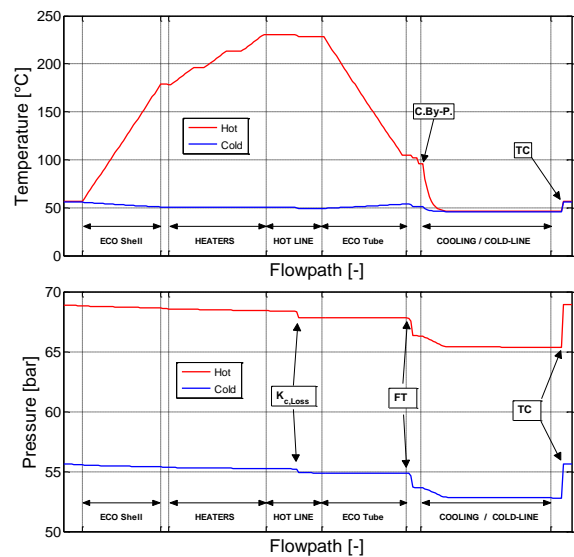 250
200
150
100
50
0
Temperature [°C]
Hot
Cold
C.By-P.
TC
ECO Shell
HEATERS
HOT LINE
ECO Tube
COOLING / COLD-LINE
Flowpath [-]
70
65
60
55
50
Pressure [bar]
Hot
Cold
Kc,Loss
FT
TC
ECO Shell
HEATERS
HOT LINE
ECO Tube
COOLING / COLD-LINE
Flowpath [-]